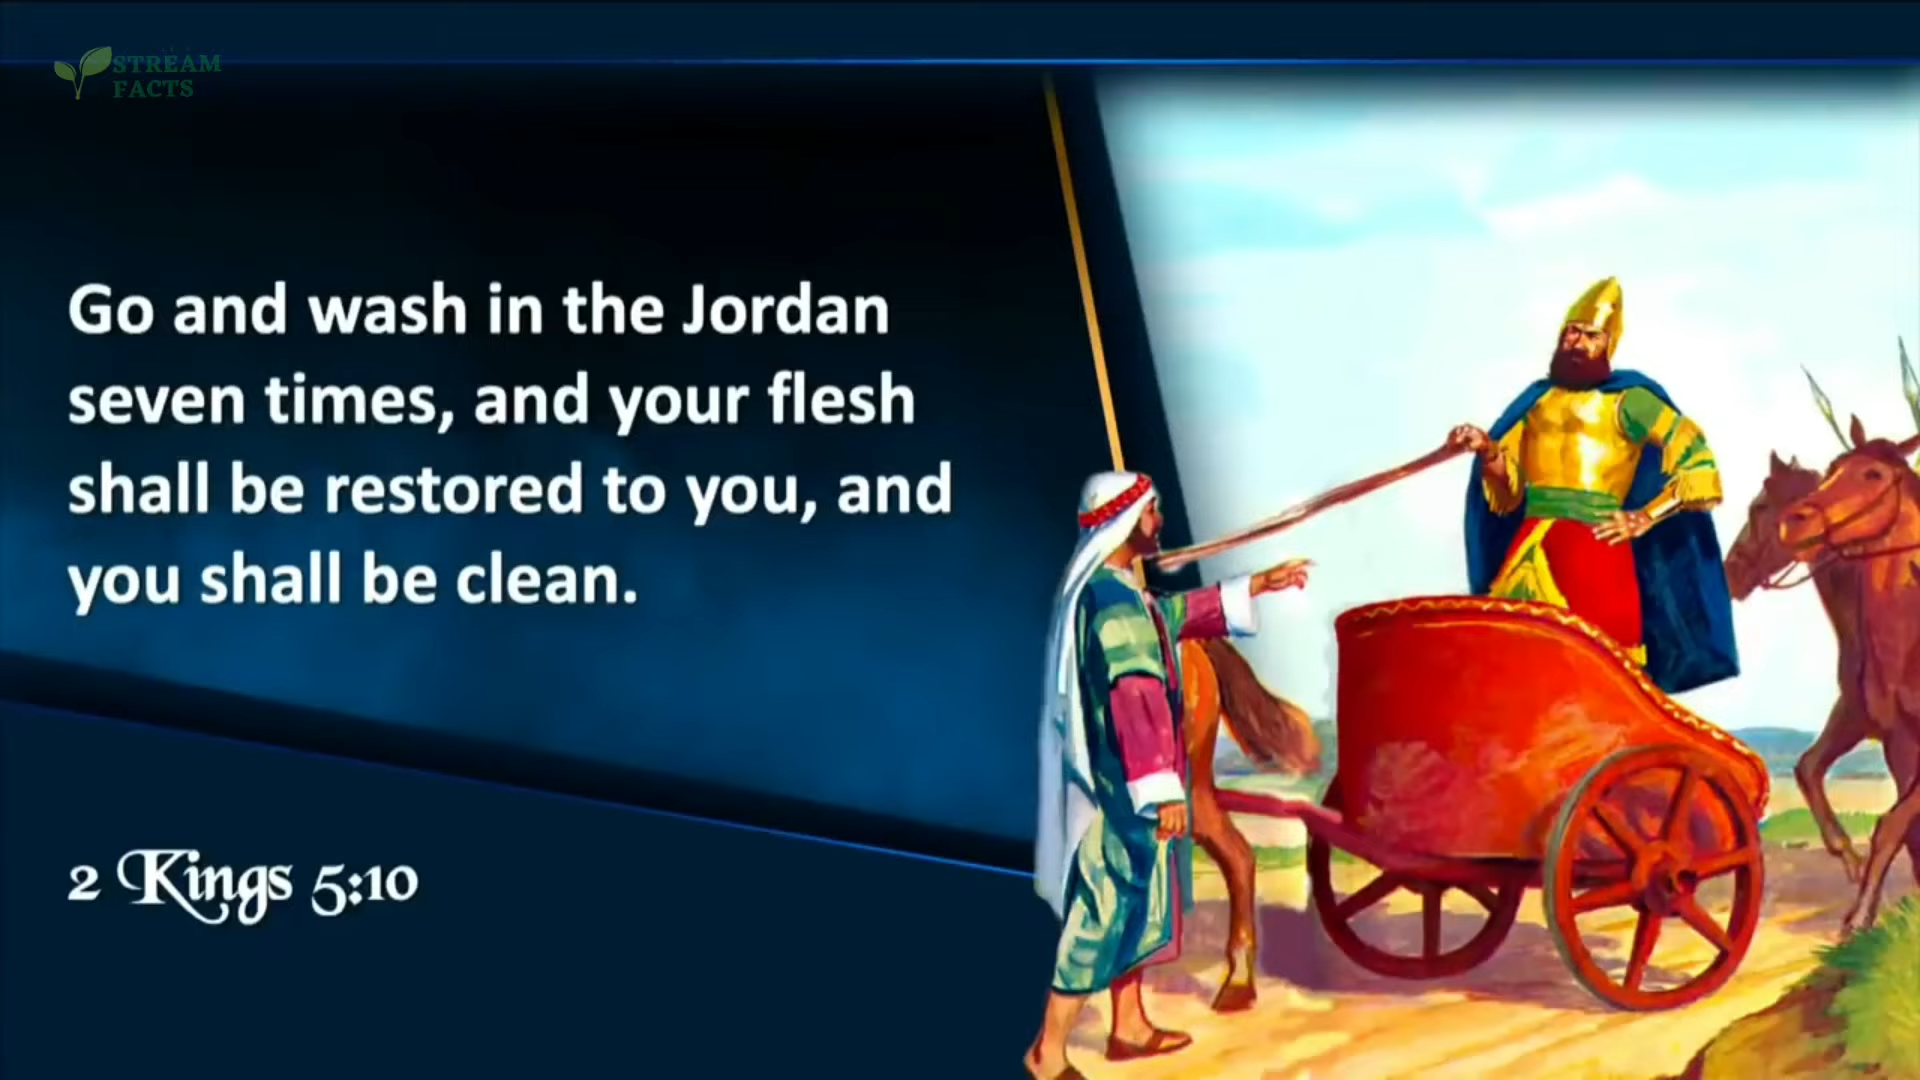 STREAM
FACTS
Go and wash in the Jordan
seven times, and your flesh
shall be restored to you, and
you shall be clean.
2 Kings 5:10